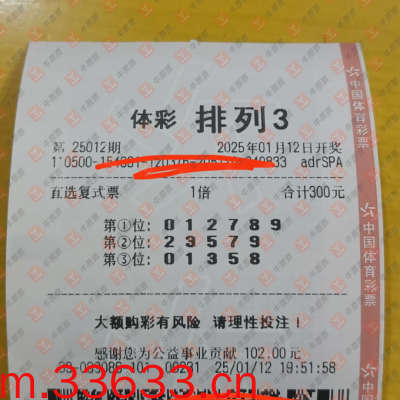 体彩 排列3
第 25012期 2025年01月12日开奖
adrSPA
直选复式票 1倍 合计300元
第①位: 0 1 2 7 8 9
第②位: 2 3 5 7 9
第③位: 0 1 3 5 8
大额购彩有风险 请理性投注!
感谢您为公益事业贡献 102.00元
25/01/12 19:51:58
m.33633.cn
中国体育彩票
中国体育彩票